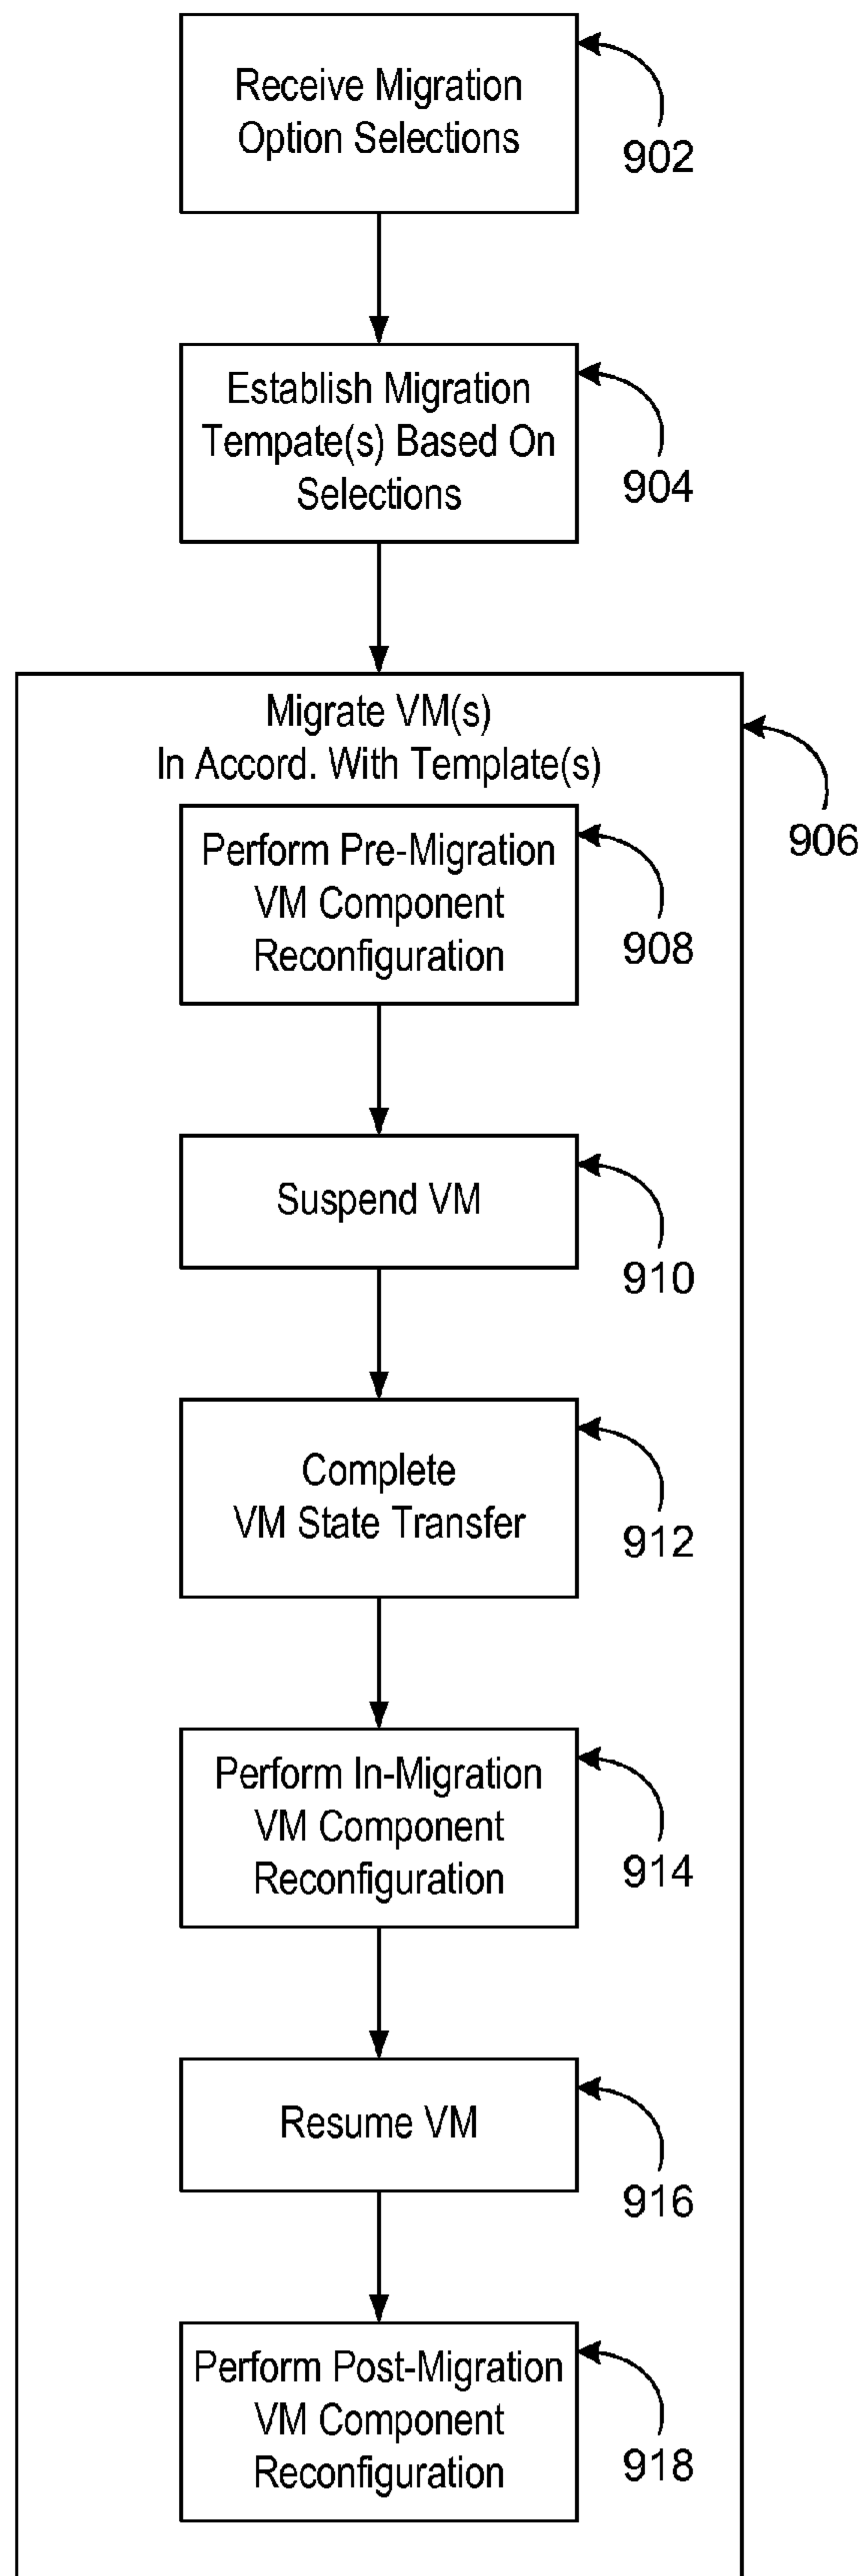 Receive Migration
Option Selections
902
Establish Migration
Tempate(s) Based On
Selections
904
Migrate VM(s)
In Accord. With Template(s)
906
Perform Pre-Migration
VM Component
Reconfiguration
908
Suspend VM
910
Complete
VM State Transfer
912
Perform In-Migration
VM Component
Reconfiguration
914
Resume VM
916
Perform Post-Migration
VM Component
Reconfiguration
918